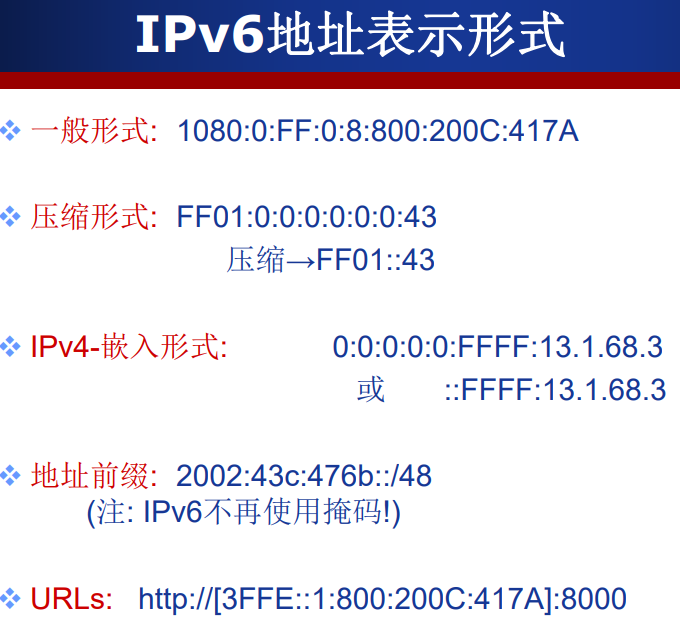 IPv6地址表示形式
一般形式: 1080:0:FF:0:8:800:200C:417A
压缩形式: FF01:0:0:0:0:0:0:43
压缩→FF01::43
IPv4-嵌入形式: 0:0:0:0:0:FFFF:13.1.68.3
或 ::FFFF:13.1.68.3
地址前缀: 2002:43c:476b::/48
(注: IPv6不再使用掩码!)
URLs: http://[3FFE::1:800:200C:417A]:8000